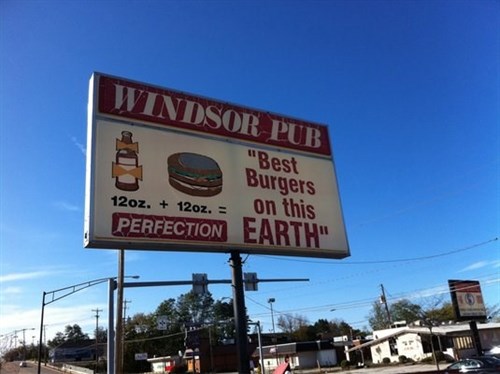 WINDSOR PUB
"Best
Burgers
on this
EARTH"
12oz. + 12oz. =
PERFECTION